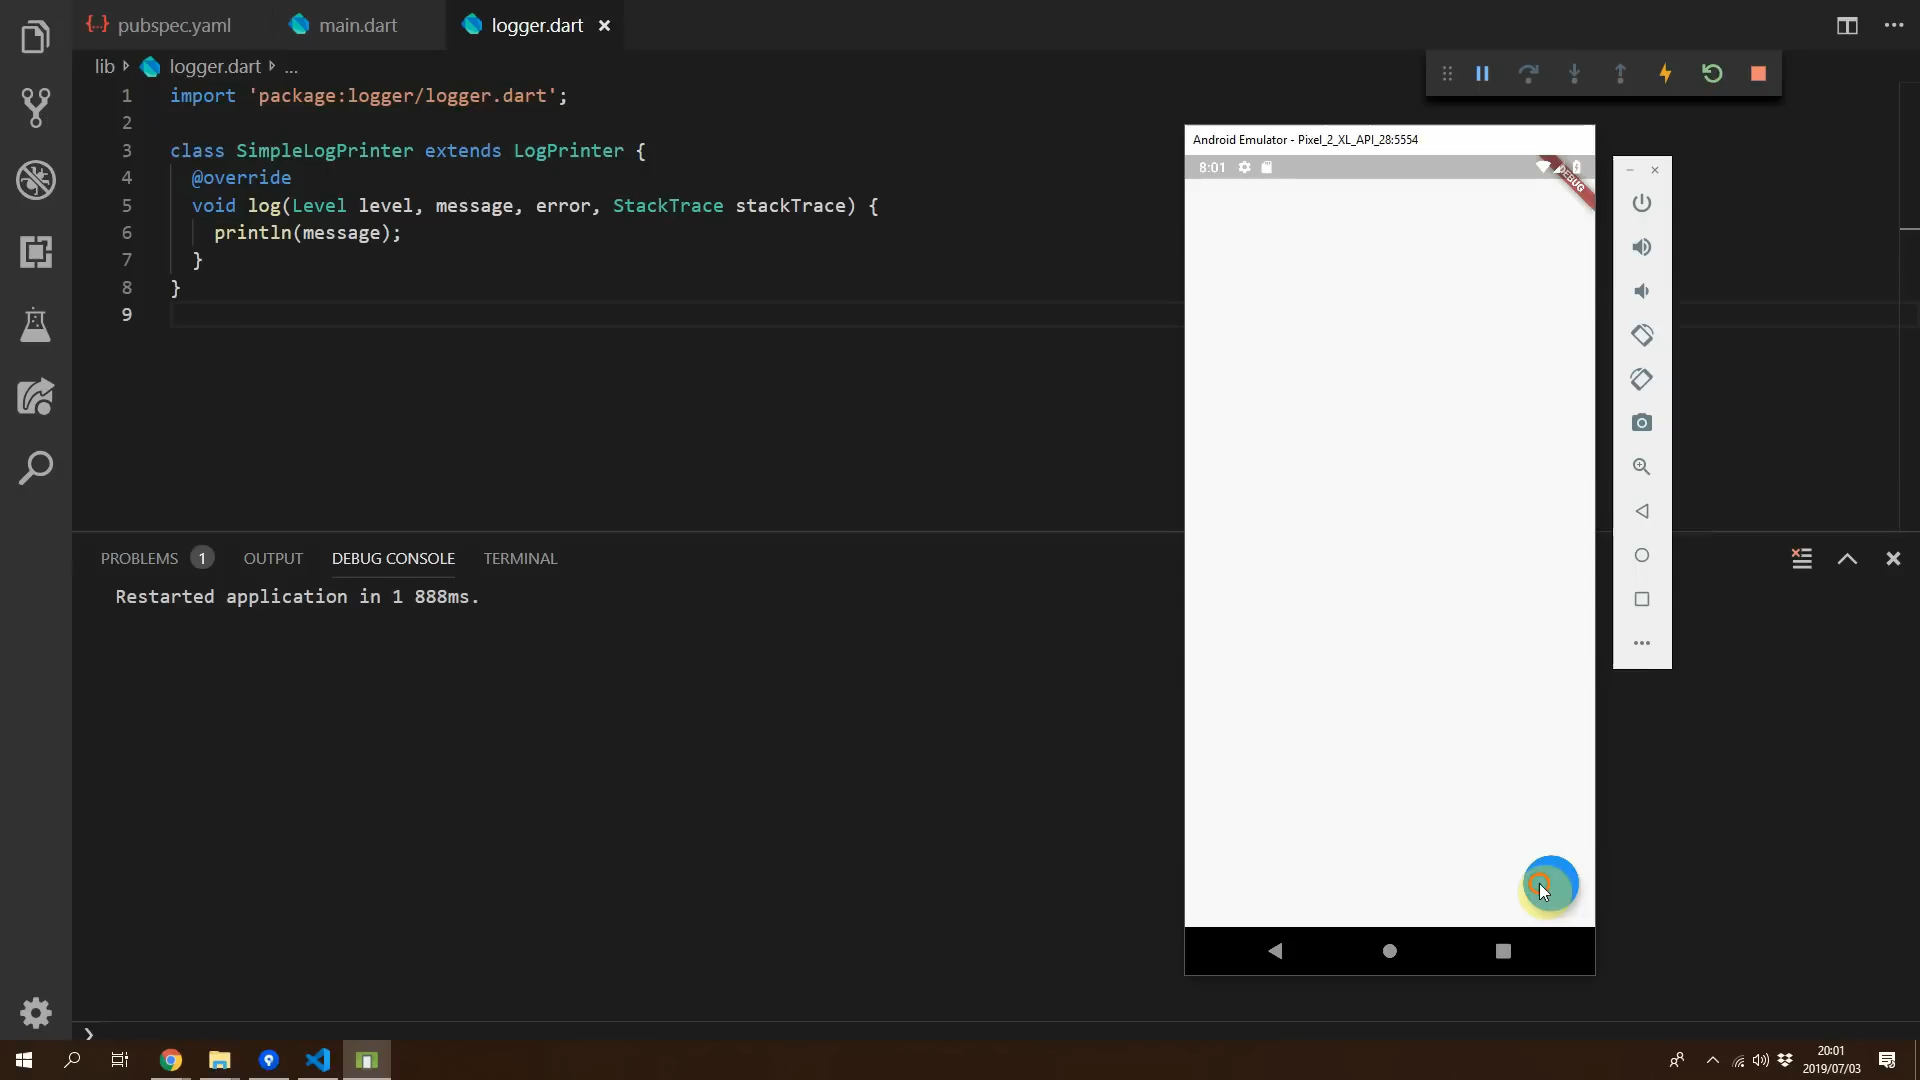 pubspec.yaml
main.dart
logger.dart
lib
logger.dart
...
1 import 'package:logger/logger.dart';
2
3 class SimpleLogPrinter extends LogPrinter {
4 @override
5 void log(Level level, message, error, StackTrace stackTrace) {
6 println(message);
7 }
8 }
9
Android Emulator - Pixel_2_XL_API_28:5554
8:01
DEBUG
PROBLEMS 1
OUTPUT
DEBUG CONSOLE
TERMINAL
Restarted application in 1 888ms.
20:01
2019/07/03